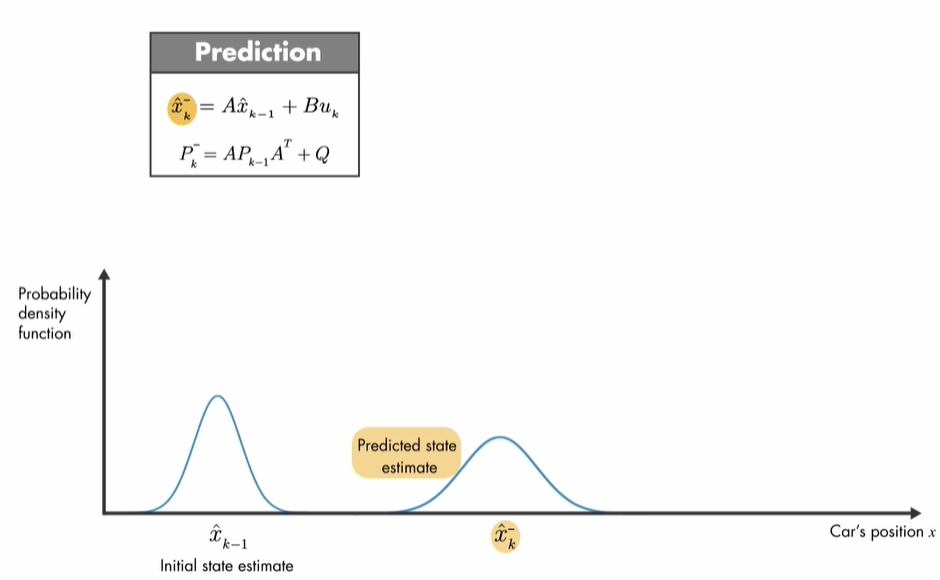 Prediction
x̂ₖ⁻ = Ax̂ₖ₋₁ + Buₖ
Pₖ⁻ = APₖ₋₁Aᵀ + Q
Probability
density
function
Predicted state
estimate
x̂ₖ₋₁
x̂ₖ⁻
Car's position x
Initial state estimate